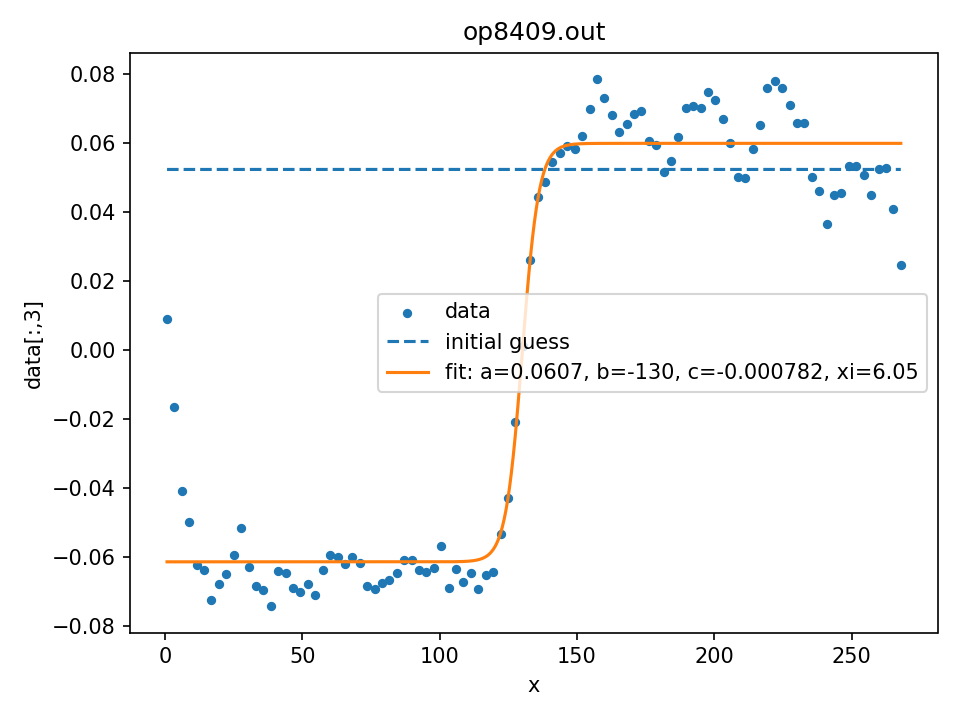 op8409.out
0.08
0.06
0.04
0.02
0.00
−0.02
−0.04
−0.06
−0.08
data[:,3]
data
initial guess
fit: a=0.0607, b=-130, c=-0.000782, xi=6.05
0 50 100 150 200 250
x